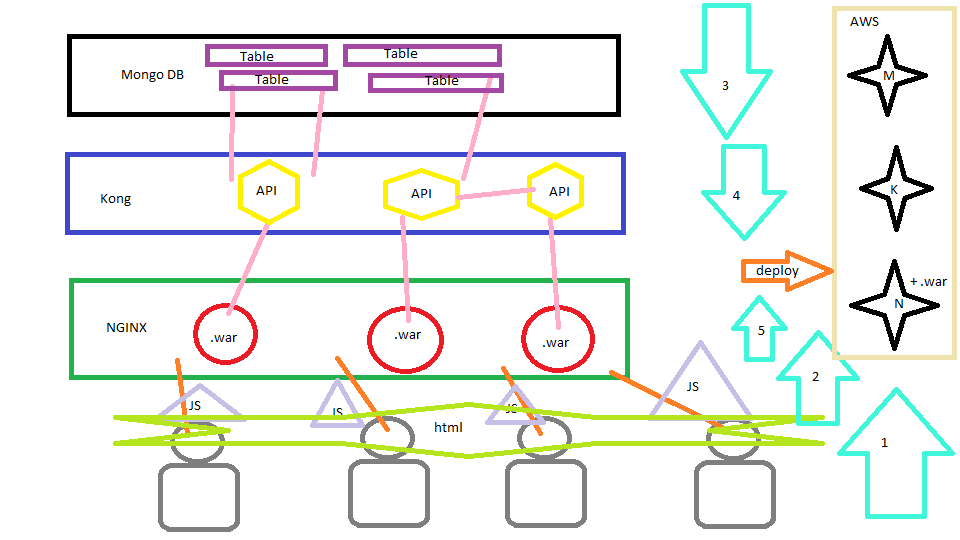 AWS
Table
Table
Mongo DB
Table
Table
M
3
Kong
API
API
API
4
K
deploy
+ .war
N
NGINX
.war
.war
.war
5
2
JS
JS
JS
JS
html
1